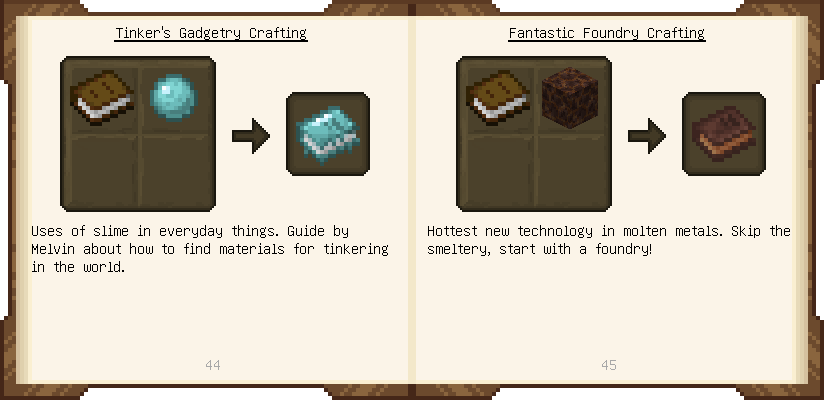 Tinker's Gadgetry Crafting
Uses of slime in everyday things. Guide by
Melvin about how to find materials for tinkering
in the world.
44
Fantastic Foundry Crafting
Hottest new technology in molten metals. Skip the
smeltery, start with a foundry!
45